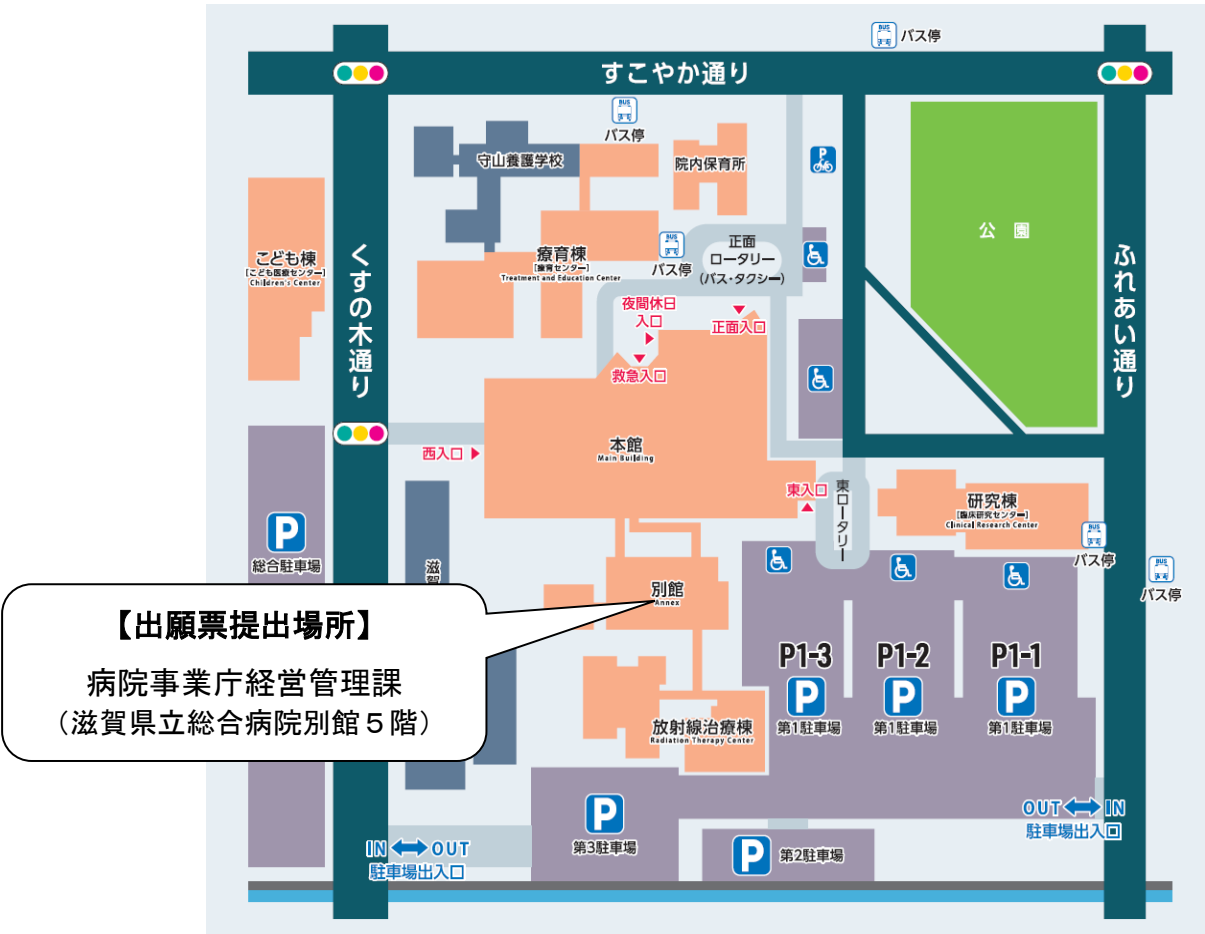 BUS
バス停
すこやか通り
BUS
バス停
守山養護学校
院内保育所
P
公 園
こども棟
[こども医療センター]
Children's Center
くすの木通り
療育棟
[療育センター]
Treatment and Education Center
BUS
バス停
正面
ロータリー
(バス・タクシー)
ふれあい通り
夜間休日
入口
正面入口
救急入口
本館
Main Building
西入口
東入口
東ロータリー
研究棟
[臨床研究センター]
Clinical Research Center
BUS
バス停
BUS
バス停
P
総合駐車場
滋賀
別館
Annex
【出願票提出場所】
病院事業庁経営管理課
（滋賀県立総合病院別館５階）
P1-3
P
第1駐車場
P1-2
P
第1駐車場
P1-1
P
第1駐車場
放射線治療棟
Radiation Therapy Center
OUT IN
駐車場出入口
P
第3駐車場
P
第2駐車場
IN OUT
駐車場出入口